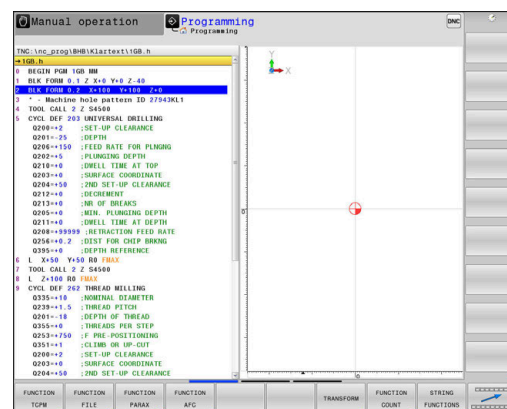 Manual operation
Programming
Programming
DNC
TNC:\nc_prog\BHB\Klartext\1GB.h
→1GB.h
0 BEGIN PGM 1GB MM
1 BLK FORM 0.1 Z X+0 Y+0 Z-40
2 BLK FORM 0.2 X+100 Y+100 Z+0
3 * - Machine hole pattern ID 27943KL1
4 TOOL CALL 2 Z S4500
5 CYCL DEF 203 UNIVERSAL DRILLING
Q200=+2 ;SET-UP CLEARANCE
Q201=-25 ;DEPTH
Q206=+150 ;FEED RATE FOR PLNGNG
Q202=+5 ;PLUNGING DEPTH
Q210=+0 ;DWELL TIME AT TOP
Q203=+0 ;SURFACE COORDINATE
Q204=+50 ;2ND SET-UP CLEARANCE
Q212=+0 ;DECREMENT
Q213=+0 ;NR OF BREAKS
Q205=+0 ;MIN. PLUNGING DEPTH
Q211=+0 ;DWELL TIME AT DEPTH
Q208=+99999 ;RETRACTION FEED RATE
Q256=+0.2 ;DIST FOR CHIP BRKNG
Q395=+0 ;DEPTH REFERENCE
6 L X+50 Y+50 R0 FMAX
7 TOOL CALL 2 Z S4500
8 L Z+100 R0 FMAX
9 CYCL DEF 262 THREAD MILLING
Q335=+10 ;NOMINAL DIAMETER
Q239=+1.5 ;THREAD PITCH
Q201=-18 ;DEPTH OF THREAD
Q355=+0 ;THREADS PER STEP
Q253=+750 ;F PRE-POSITIONING
Q351=+1 ;CLIMB OR UP-CUT
Q200=+2 ;SET-UP CLEARANCE
Q203=+0 ;SURFACE COORDINATE
Q204=+50 ;2ND SET-UP CLEARANCE
Y
X
0
0
FUNCTION TCPM
FUNCTION FILE
FUNCTION PARAX
FUNCTION AFC
TRANSFORM
FUNCTION COUNT
STRING FUNCTIONS